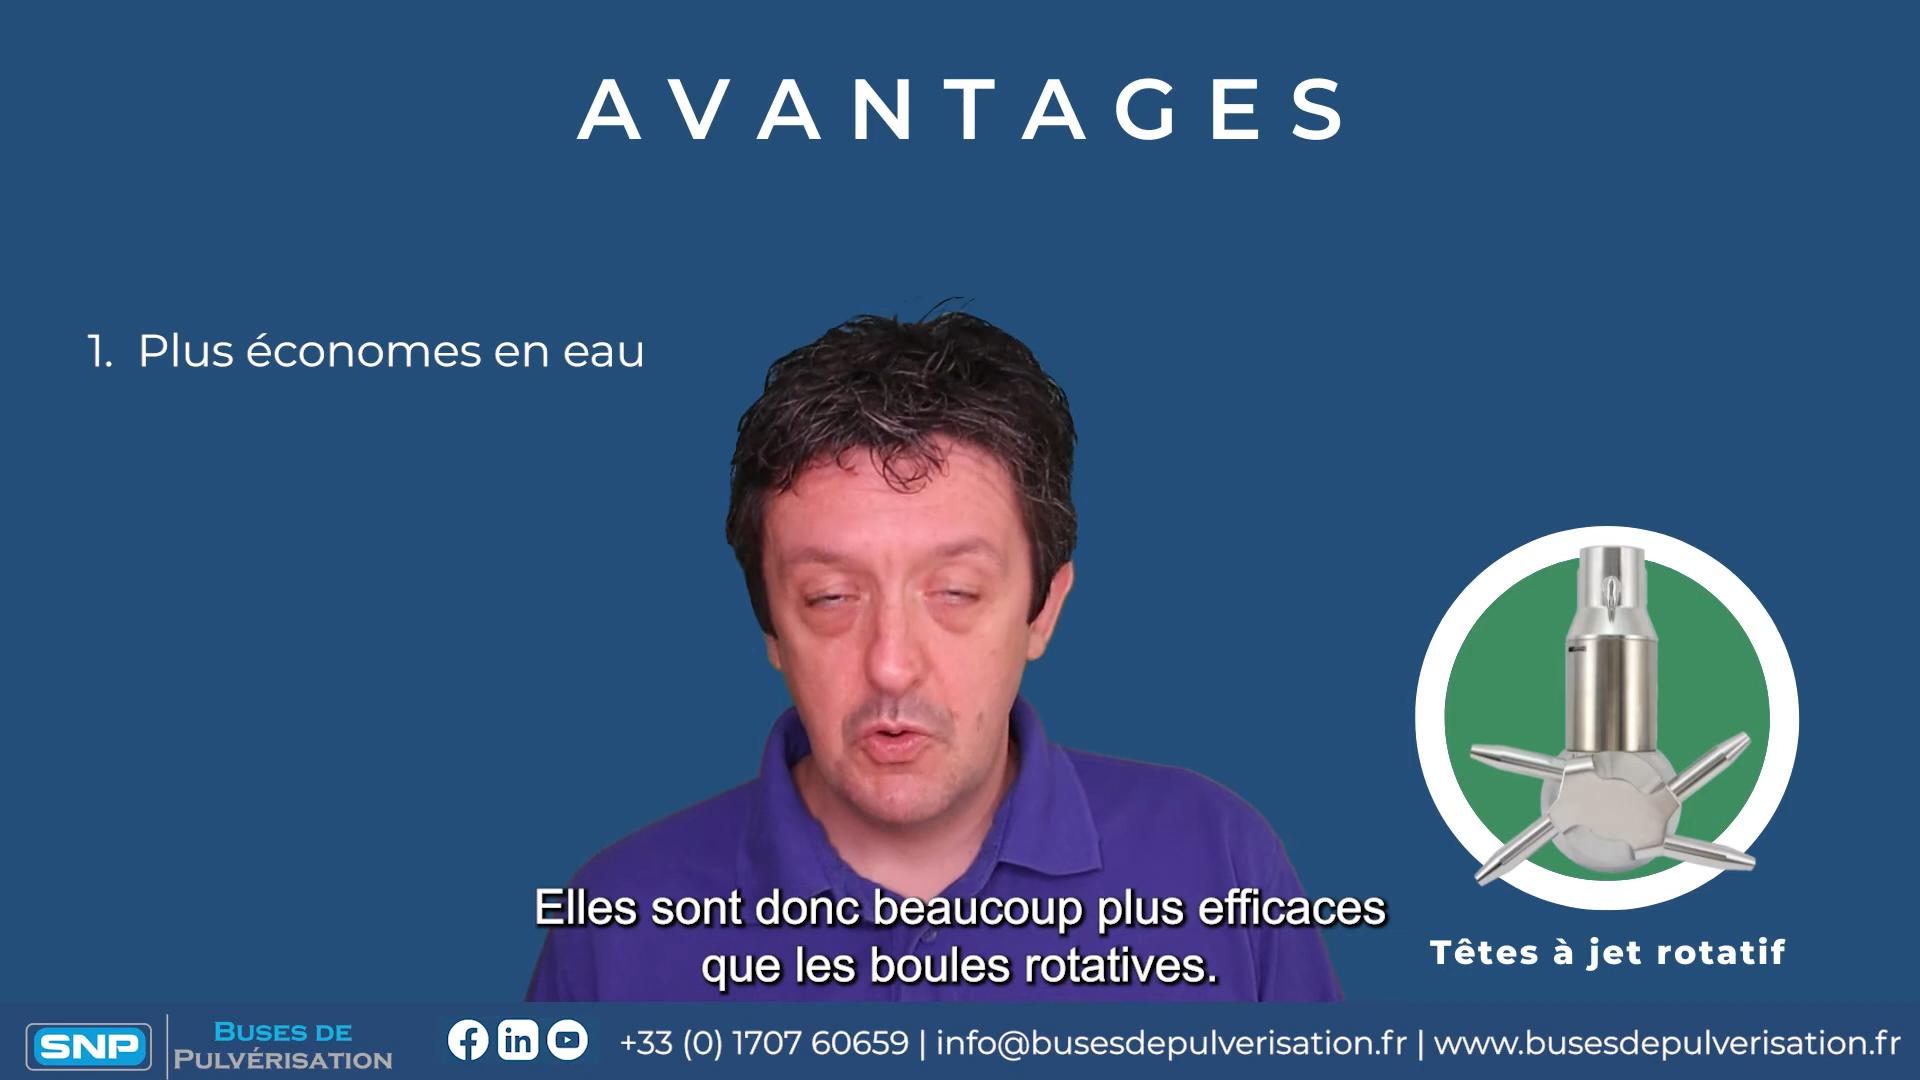 AVANTAGES
1. Plus économes en eau
Elles sont donc beaucoup plus efficaces
que les boules rotatives.
Têtes à jet rotatif
SNP
BUSES DE
PULVÉRISATION
+33 (0) 1707 60659 | info@busesdepulverisation.fr | www.busesdepulverisation.fr